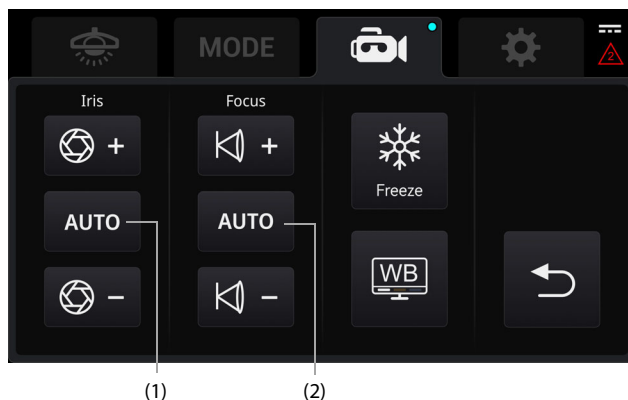 MODE
2
Iris
Focus
+
+
Freeze
AUTO
AUTO
WB
−
−
(1)
(2)